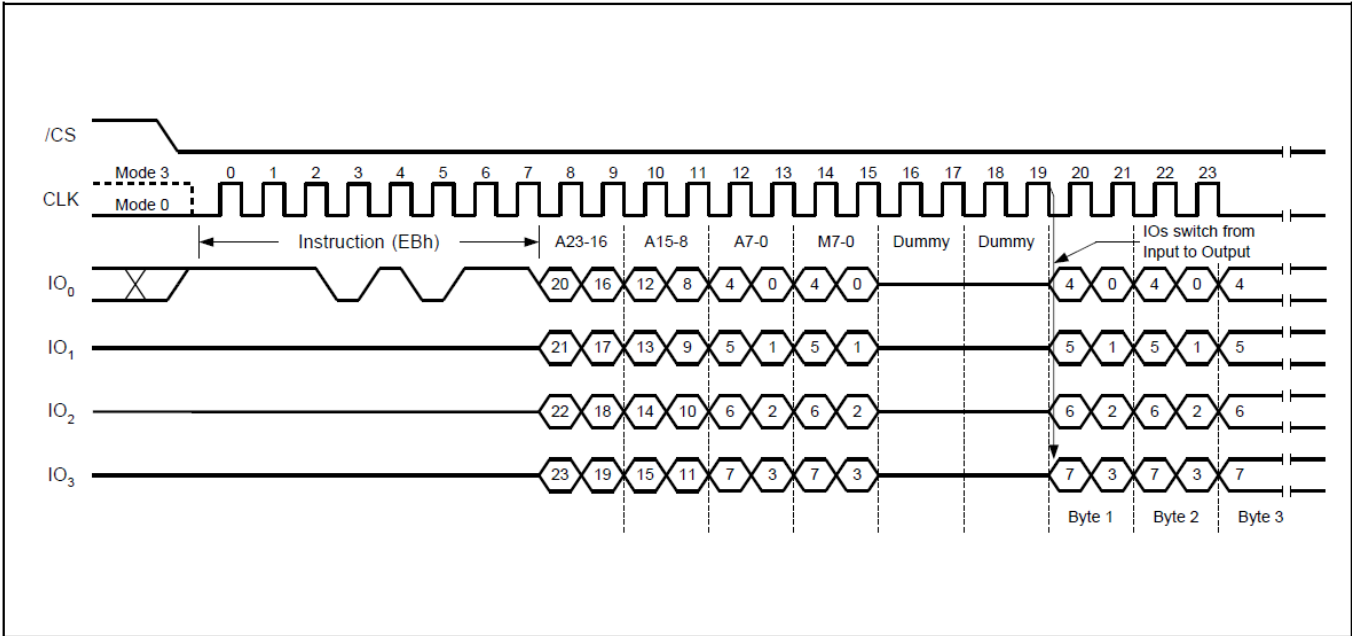 /CS
Mode 3 0 1 2 3 4 5 6 7 8 9 10 11 12 13 14 15 16 17 18 19 20 21 22 23
CLK
Mode 0
Instruction (EBh) A23-16 A15-8 A7-0 M7-0 Dummy Dummy
IOs switch from
Input to Output
IO0 20 16 12 8 4 0 4 0 4 0 4 0 4
IO1 21 17 13 9 5 1 5 1 5 1 5 1 5
IO2 22 18 14 10 6 2 6 2 6 2 6 2 6
IO3 23 19 15 11 7 3 7 3 7 3 7 3 7
Byte 1 Byte 2 Byte 3